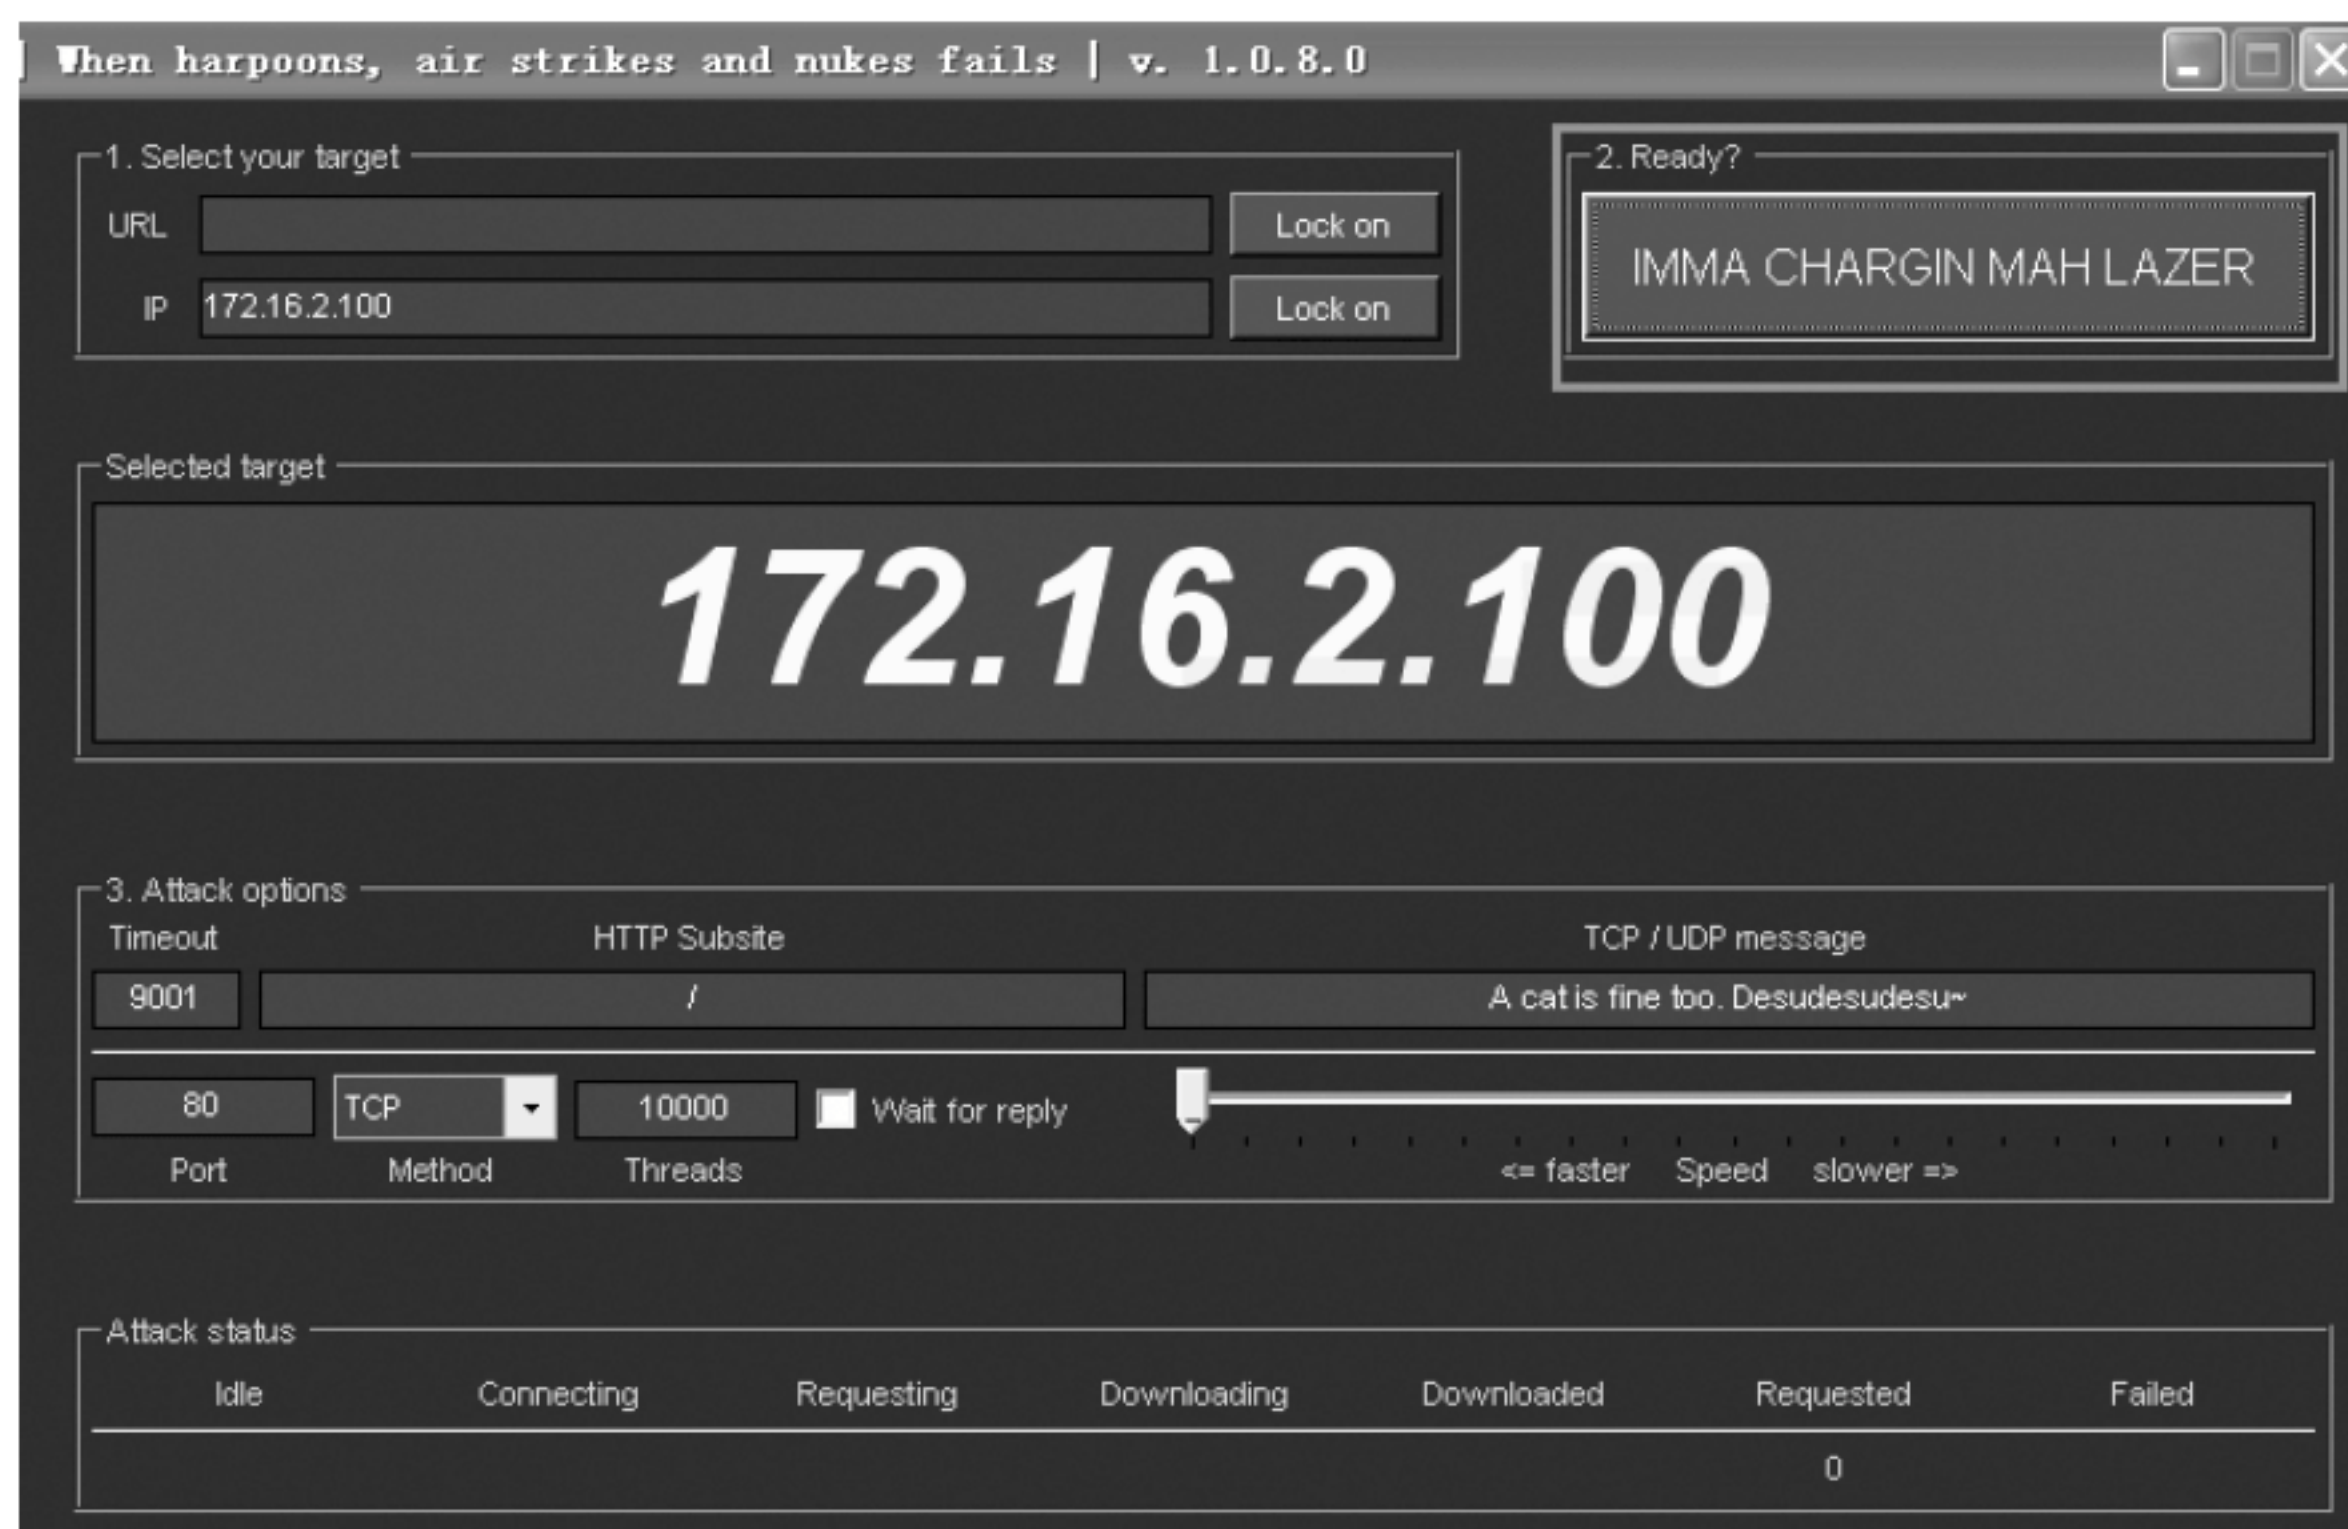 When harpoons, air strikes and nukes fails | v. 1.0.8.0
1. Select your target
URL
Lock on
IP
172.16.2.100
Lock on
2. Ready?
IMMA CHARGIN MAH LAZER
Selected target
172.16.2.100
3. Attack options
Timeout
HTTP Subsite
TCP / UDP message
9001
/
A cat is fine too. Desudesudesu~
80
TCP
10000
Wait for reply
Port
Method
Threads
<= faster Speed slower =>
Attack status
Idle Connecting Requesting Downloading Downloaded Requested Failed
0